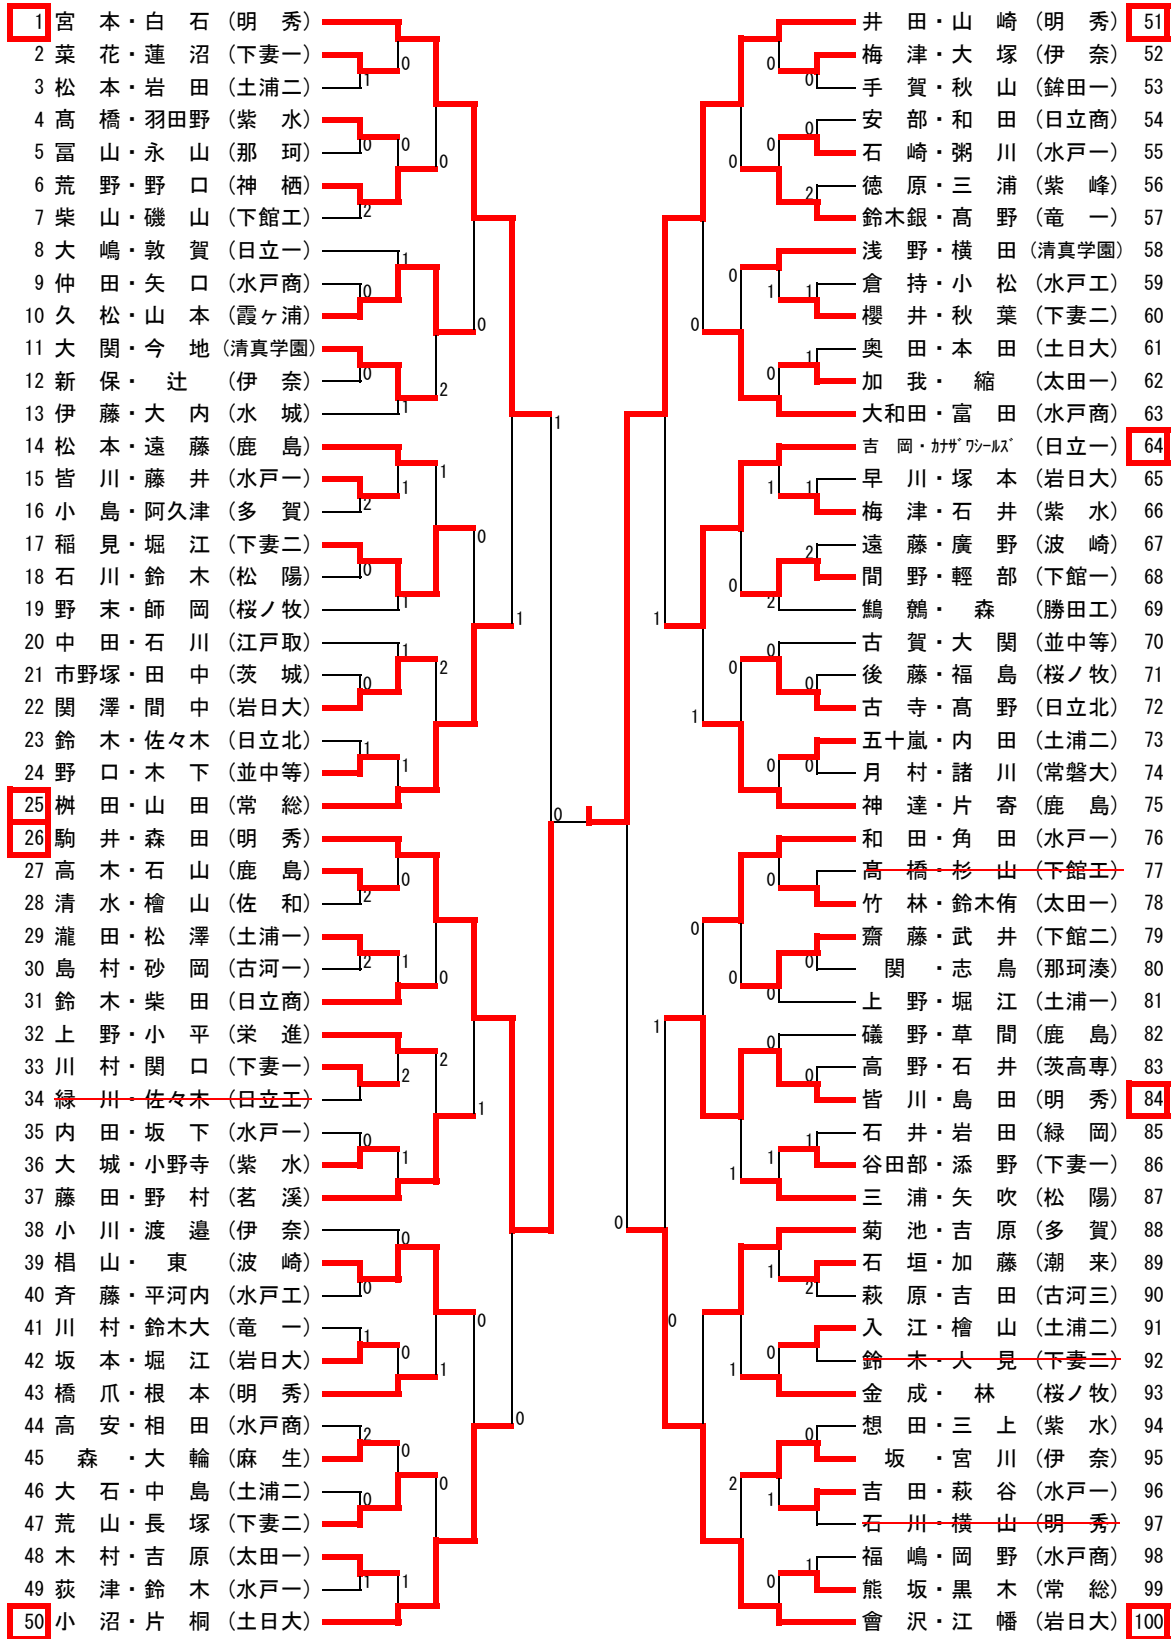 1 宮 本・白 石 (明 秀)
2 菜 花・蓮 沼 (下妻一)
3 松 本・岩 田 (土浦二)
4 髙 橋・羽田野 (紫 水)
5 冨 山・永 山 (那 珂)
6 荒 野・野 口 (神 栖)
7 柴 山・磯 山 (下館工)
8 大 嶋・敦 賀 (日立一)
9 仲 田・矢 口 (水戸商)
10 久 松・山 本 (霞ヶ浦)
11 大 関・今 地 (清真学園)
12 新 保・ 辻 (伊 奈)
13 伊 藤・大 内 (水 城)
14 松 本・遠 藤 (鹿 島)
15 皆 川・藤 井 (水戸一)
16 小 島・阿久津 (多 賀)
17 稲 見・堀 江 (下妻二)
18 石 川・鈴 木 (松 陽)
19 野 末・師 岡 (桜ノ牧)
20 中 田・石 川 (江戸取)
21 市野塚・田 中 (茨 城)
22 関 澤・間 中 (岩日大)
23 鈴 木・佐々木 (日立北)
24 野 口・木 下 (並中等)
25 桝 田・山 田 (常 総)
26 駒 井・森 田 (明 秀)
27 高 木・石 山 (鹿 島)
28 清 水・檜 山 (佐 和)
29 瀧 田・松 澤 (土浦一)
30 島 村・砂 岡 (古河一)
31 鈴 木・柴 田 (日立商)
32 上 野・小 平 (栄 進)
33 川 村・関 口 (下妻一)
34 緑 川・佐々木 (日立工)
35 内 田・坂 下 (水戸一)
36 大 城・小野寺 (紫 水)
37 藤 田・野 村 (茗 溪)
38 小 川・渡 邉 (伊 奈)
39 椙 山・ 東 (波 崎)
40 斉 藤・平河内 (水戸工)
41 川 村・鈴木大 (竜 一)
42 坂 本・堀 江 (岩日大)
43 橋 爪・根 本 (明 秀)
44 高 安・相 田 (水戸商)
45 森 ・大 輪 (麻 生)
46 大 石・中 島 (土浦二)
47 荒 山・長 塚 (下妻二)
48 木 村・吉 原 (太田一)
49 荻 津・鈴 木 (水戸一)
50 小 沼・片 桐 (土日大)
井 田・山 崎 (明 秀) 51
梅 津・大 塚 (伊 奈) 52
手 賀・秋 山 (鉾田一) 53
安 部・和 田 (日立商) 54
石 崎・粥 川 (水戸一) 55
徳 原・三 浦 (紫 峰) 56
鈴木銀・髙 野 (竜 一) 57
浅 野・横 田 (清真学園) 58
倉 持・小 松 (水戸工) 59
櫻 井・秋 葉 (下妻二) 60
奥 田・本 田 (土日大) 61
加 我・ 縮 (太田一) 62
大和田・富 田 (水戸商) 63
吉 岡・ｶﾅｻﾞﾜｼｰﾙｽﾞ (日立一) 64
早 川・塚 本 (岩日大) 65
梅 津・石 井 (紫 水) 66
遠 藤・廣 野 (波 崎) 67
間 野・輕 部 (下館一) 68
鷦 鷯・ 森 (勝田工) 69
古 賀・大 関 (並中等) 70
後 藤・福 島 (桜ノ牧) 71
古 寺・髙 野 (日立北) 72
五十嵐・内 田 (土浦二) 73
月 村・諸 川 (常磐大) 74
神 達・片 寄 (鹿 島) 75
和 田・角 田 (水戸一) 76
髙 橋・杉 山 (下館工) 77
竹 林・鈴木侑 (太田一) 78
齋 藤・武 井 (下館二) 79
関 ・志 鳥 (那珂湊) 80
上 野・堀 江 (土浦一) 81
礒 野・草 間 (鹿 島) 82
高 野・石 井 (茨高専) 83
皆 川・島 田 (明 秀) 84
石 井・岩 田 (緑 岡) 85
谷田部・添 野 (下妻一) 86
三 浦・矢 吹 (松 陽) 87
菊 池・吉 原 (多 賀) 88
石 垣・加 藤 (潮 来) 89
萩 原・吉 田 (古河三) 90
入 江・檜 山 (土浦二) 91
鈴 木・人 見 (下妻二) 92
金 成・ 林 (桜ノ牧) 93
想 田・三 上 (紫 水) 94
坂 ・宮 川 (伊 奈) 95
吉 田・萩 谷 (水戸一) 96
石 川・横 山 (明 秀) 97
福 嶋・岡 野 (水戸商) 98
熊 坂・黒 木 (常 総) 99
會 沢・江 幡 (岩日大) 100